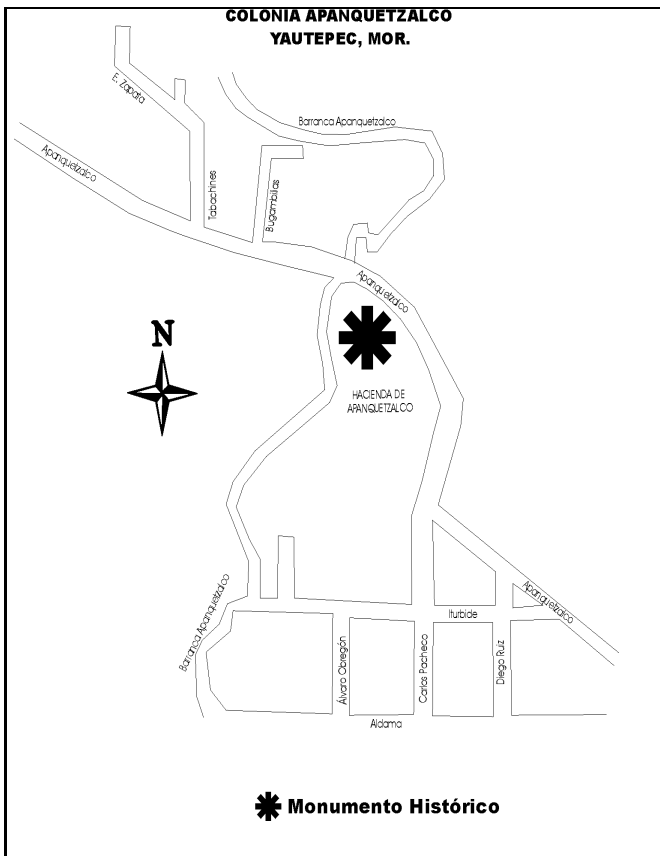 COLONIA APANQUETZALCO
YAUTEPEC, MOR.
E. Zapata
Barranca Apanquetzalco
Apanquetzalco
Tabachines
Bugambilias
Apanquetzalco
N
HACIENDA DE
APANQUETZALCO
Apanquetzalco
Barranca Apanquetzalco
Iturbide
Álvaro Obregón
Carlos Pacheco
Diego Ruiz
Aldama
Monumento Histórico